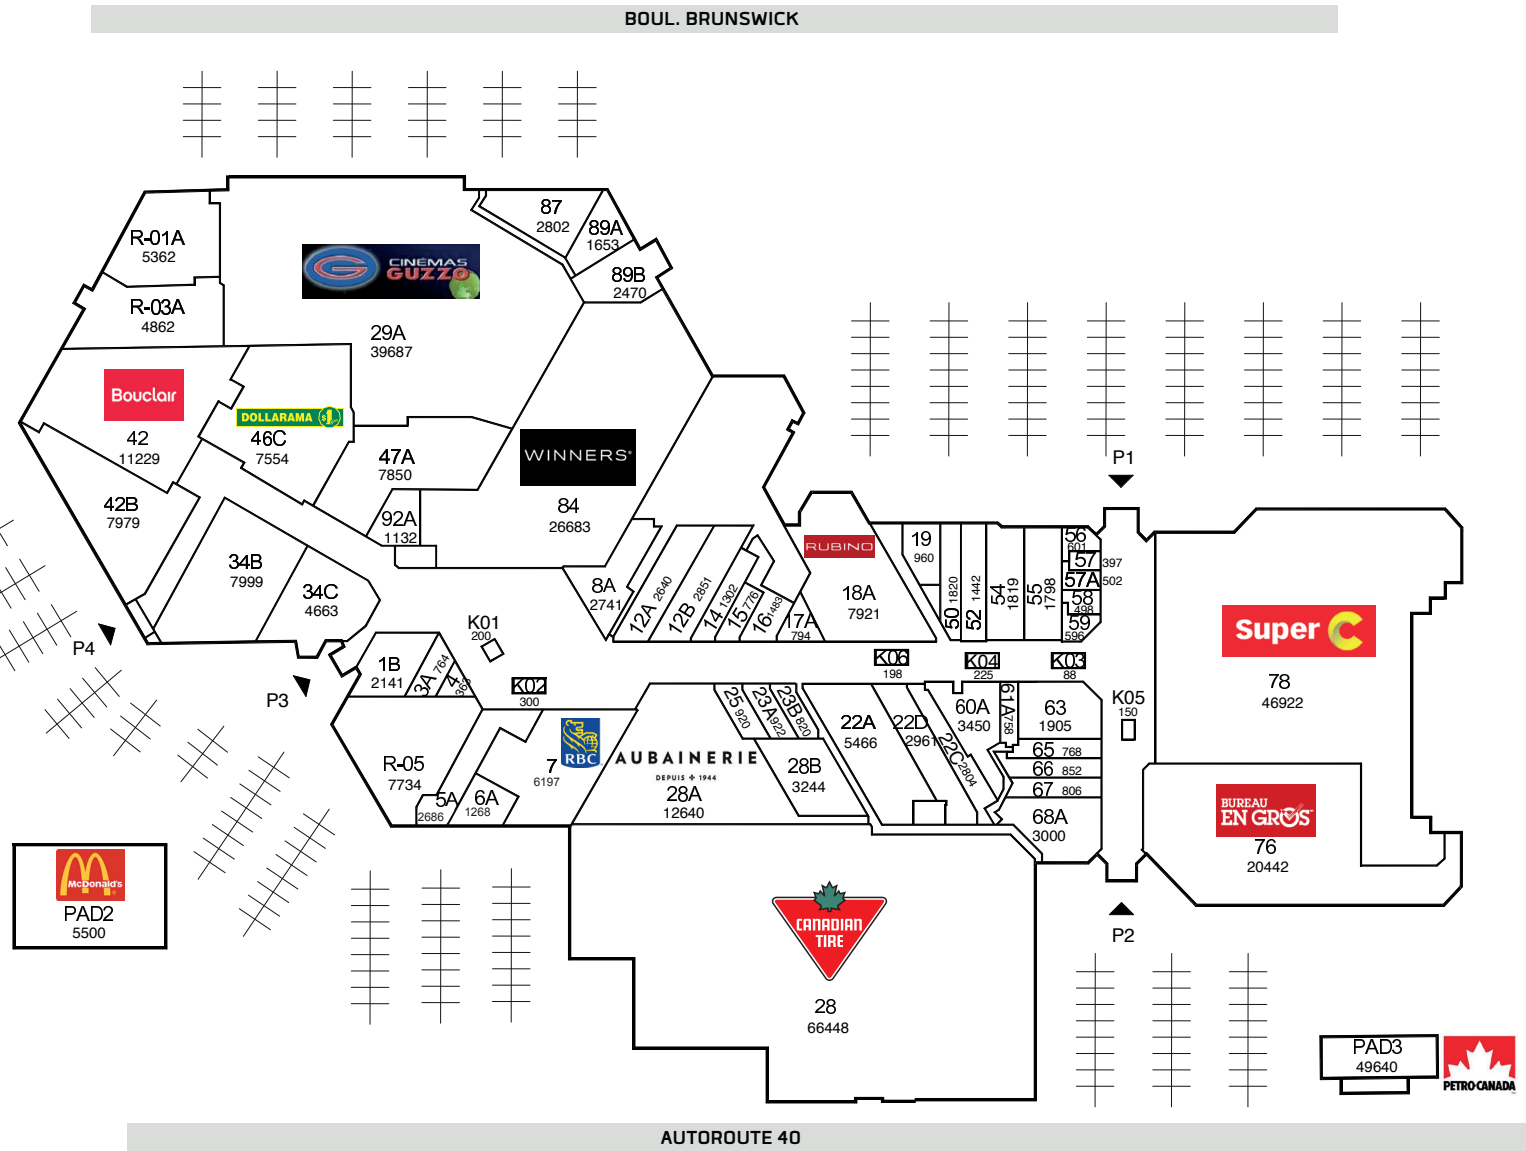 BOUL. BRUNSWICK
87
2802
89A
1653
R-01A
5362
CINÉMAS
GUZZO
89B
2470
R-03A
4862
29A
39687
Bouclair
DOLLARAMA $1
42
11229
46C
7554
47A
7850
WINNERS
84
26683
P1
42B
7979
92A
1132
34B
7999
34C
4663
8A
2741
12A 2640
12B 2851
14 1302
15 776
16 1483
17A
794
RUBINO
18A
7921
19
960
50 1820
52 1442
54 1819
55 1798
56
601
57 397
57A 502
58
498
59
596
Super C
78
46922
K01
200
P4
P3
1B
2141
3A 764
4 363
K02
300
K06
198
K04
225
K03
88
K05
150
R-05
7734
5A
2686
6A
1268
7
6197
RBC
AUBAINERIE
DEPUIS 1944
28A
12640
25 920
23A 922
23B 820
28B
3244
22A
5466
22D
2961
22C 2804
60A
3450
61A 758
63
1905
65 768
66 852
67 806
68A
3000
BUREAU
EN GROS
76
20442
McDonald's
PAD2
5500
CANADIAN
TIRE
28
66448
P2
PAD3
49640
PETRO-CANADA
AUTOROUTE 40